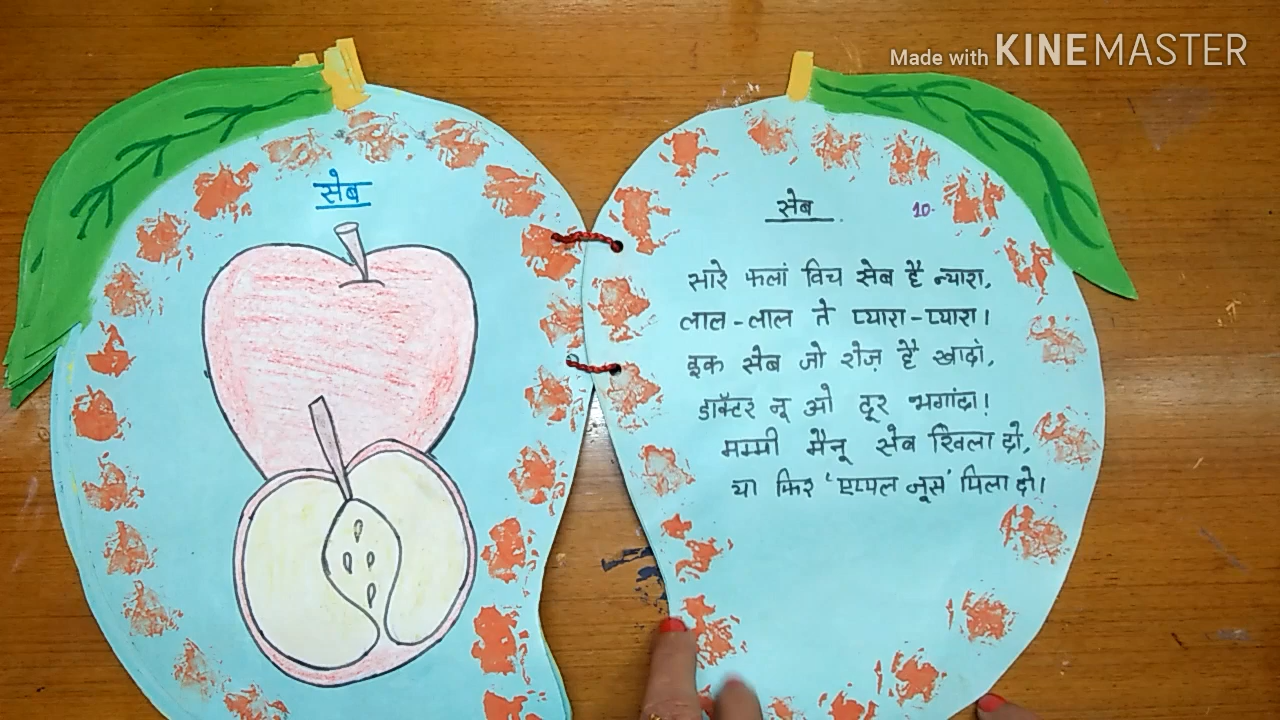 Made with KINEMASTER
सेब
सेब
10.
सारे फलां विच सेब है न्यारा,
लाल-लाल ते प्यारा-प्यारा।
इक सेब जो रोज़ है खादां,
डॉक्टर नू ओ दूर भगांदा!
मम्मी मैनू सेब खिला दो,
या फिर 'एप्पल जूस' पिला दो।